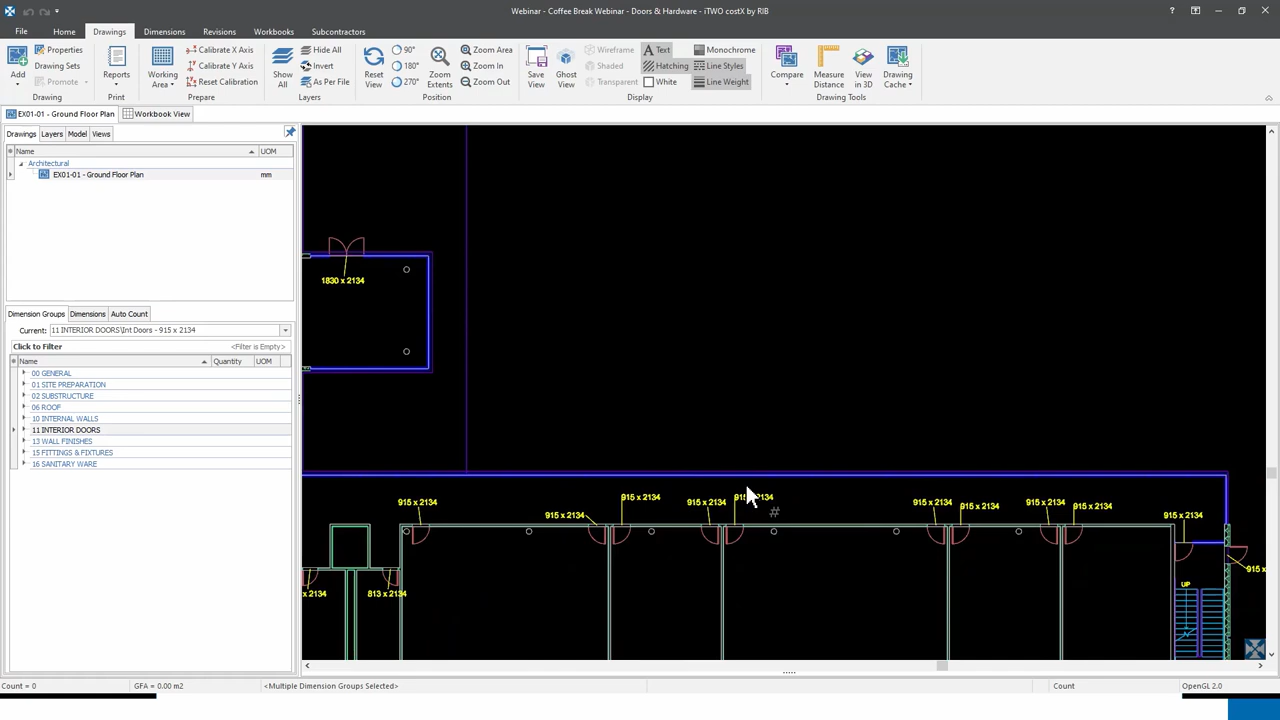 Webinar - Coffee Break Webinar - Doors & Hardware - iTWO costX by RIB
File Home Drawings Dimensions Revisions Workbooks Subcontractors
Add
Properties
Drawing Sets
Promote
Drawing
Reports
Print
Working Area
Calibrate X Axis
Calibrate Y Axis
Reset Calibration
Prepare
Show All
Hide All
Invert
As Per File
Layers
Reset View
90°
180°
270°
Zoom Extents
Zoom Area
Zoom In
Zoom Out
Position
Save View
Ghost View
Wireframe
Shaded
Transparent
Text
Hatching
White
Monochrome
Line Styles
Line Weight
Display
Compare
Measure Distance
View in 3D
Drawing Cache
Drawing Tools
EX01-01 - Ground Floor Plan Workbook View
Drawings Layers Model Views
Name UOM
Architectural
EX01-01 - Ground Floor Plan mm
Dimension Groups Dimensions Auto Count
Current: 11 INTERIOR DOORS\Int Doors - 915 x 2134
Click to Filter <Filter is Empty>
Name Quantity UOM
00 GENERAL
01 SITE PREPARATION
02 SUBSTRUCTURE
06 ROOF
10 INTERNAL WALLS
11 INTERIOR DOORS
13 WALL FINISHES
15 FITTINGS & FIXTURES
16 SANITARY WARE
1830 x 2134
915 x 2134
915 x 2134
915 x 2134
915 x 2134
2134
915 x 2134
915 x 2134
915 x 2134
915 x 2134
915 x 2134
915 x
x 2134
813 x 2134
UP
Count = 0 GFA = 0.00 m2 <Multiple Dimension Groups Selected> Count OpenGL 2.0